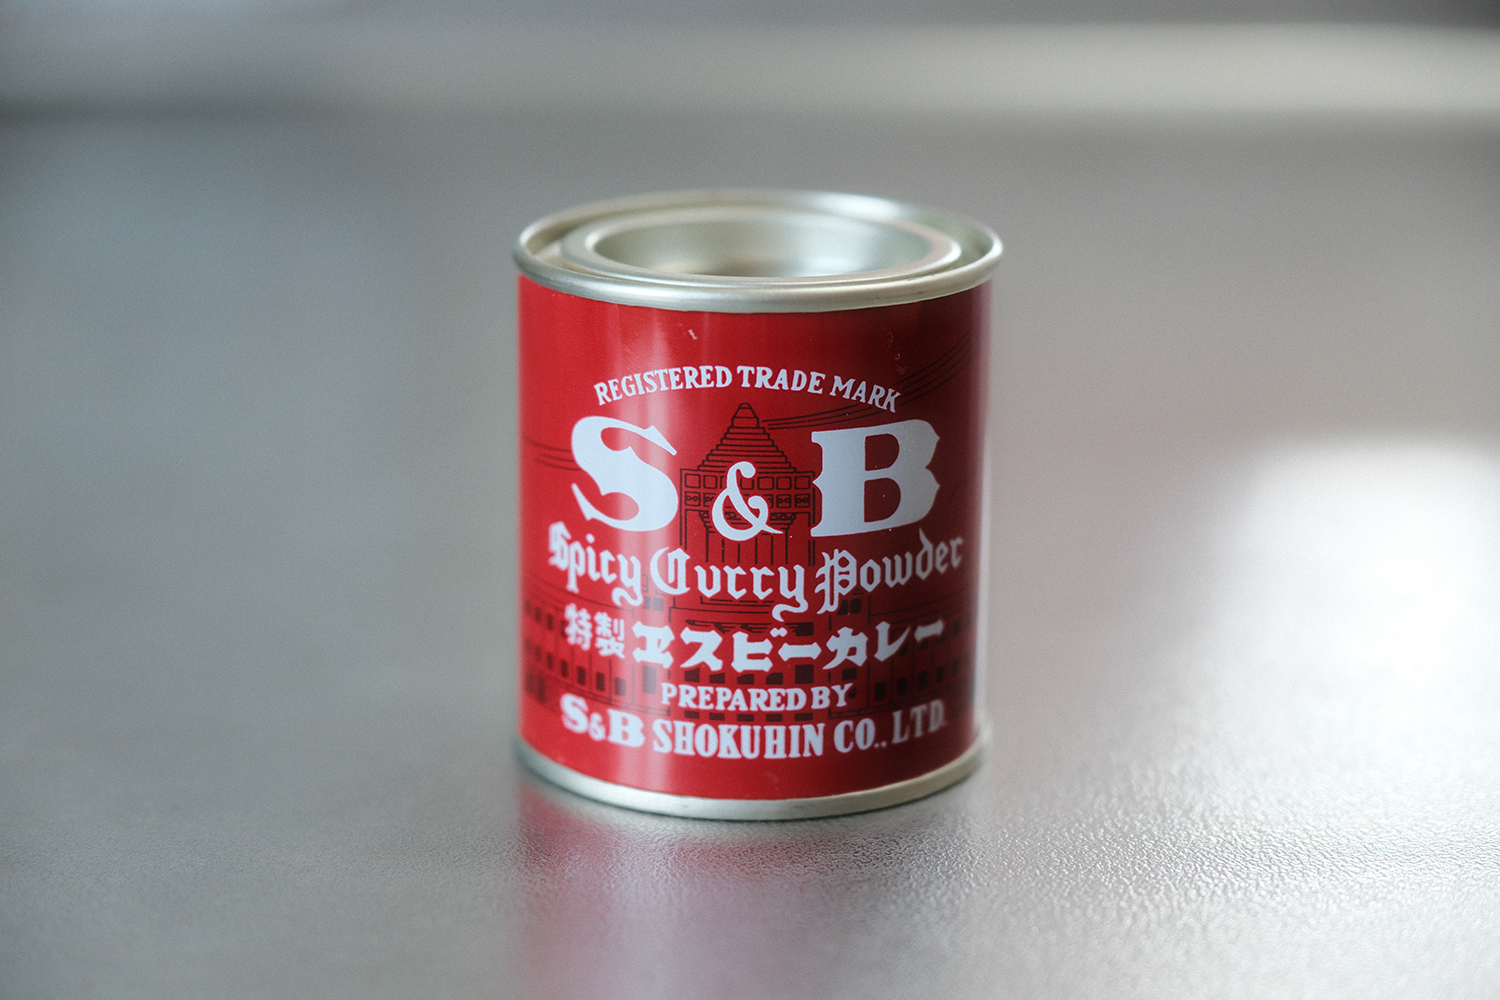 REGISTERED TRADE MARK
S & B
Spicy Curry Powder
特製ヱスビーカレー
PREPARED BY
S&B SHOKUHIN CO., LTD.